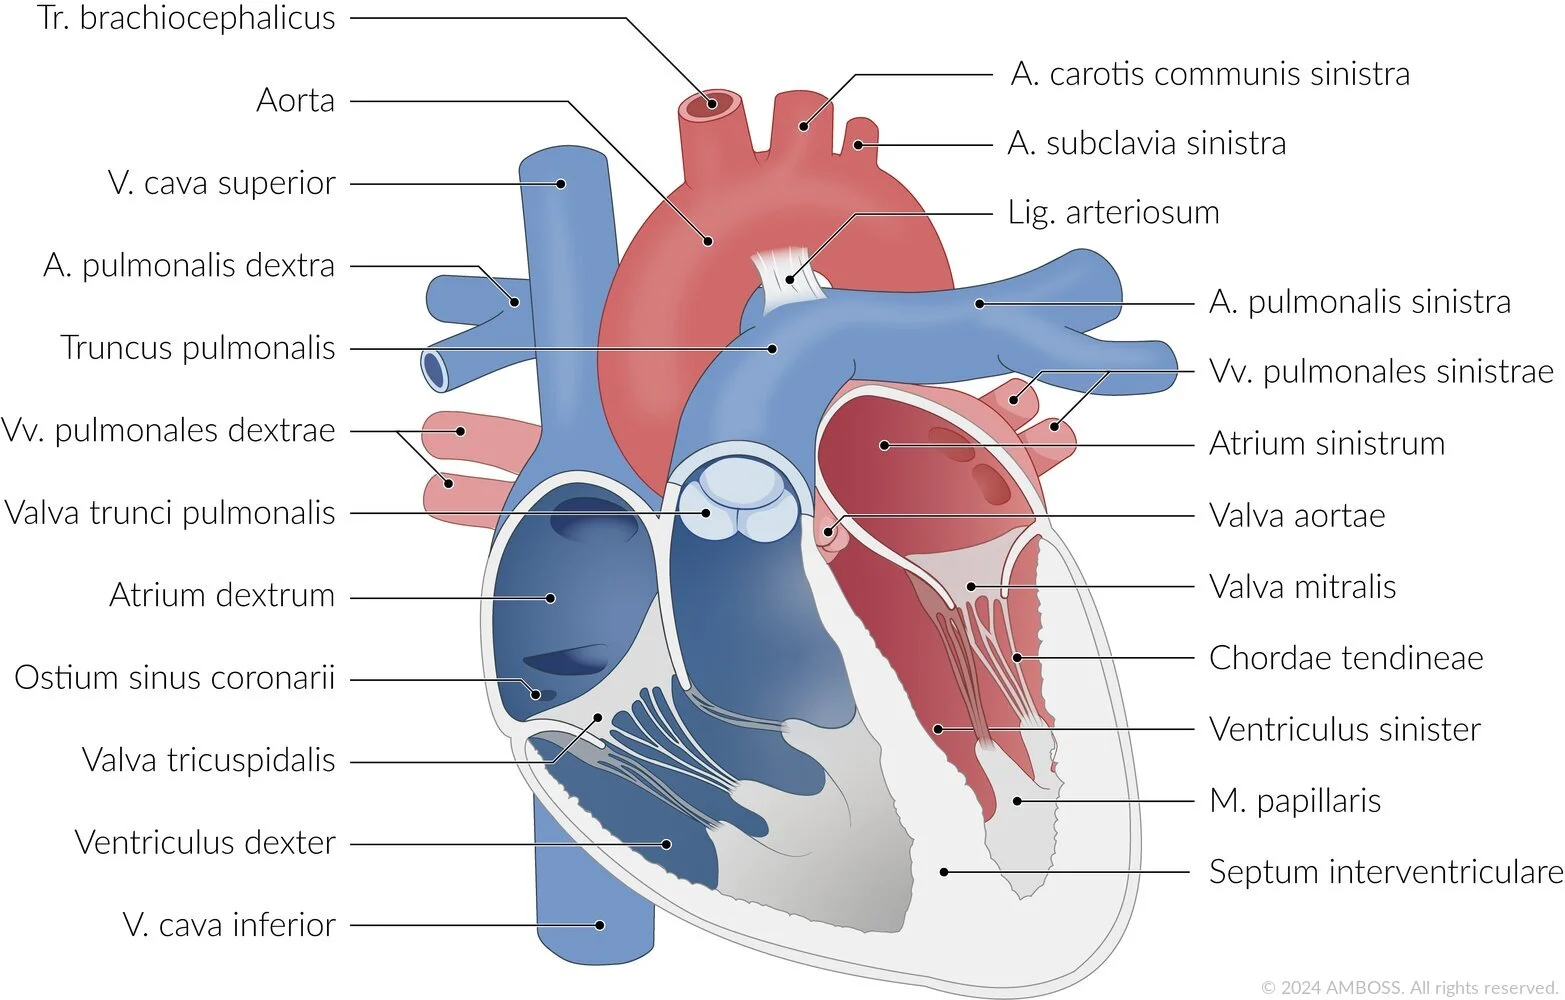 Tr. brachiocephalicus
Aorta
V. cava superior
A. pulmonalis dextra
Truncus pulmonalis
Vv. pulmonales dextrae
Valva trunci pulmonalis
Atrium dextrum
Ostium sinus coronarii
Valva tricuspidalis
Ventriculus dexter
V. cava inferior
A. carotis communis sinistra
A. subclavia sinistra
Lig. arteriosum
A. pulmonalis sinistra
Vv. pulmonales sinistrae
Atrium sinistrum
Valva aortae
Valva mitralis
Chordae tendineae
Ventriculus sinister
M. papillaris
Septum interventriculare
© 2024 AMBOSS. All rights reserved.